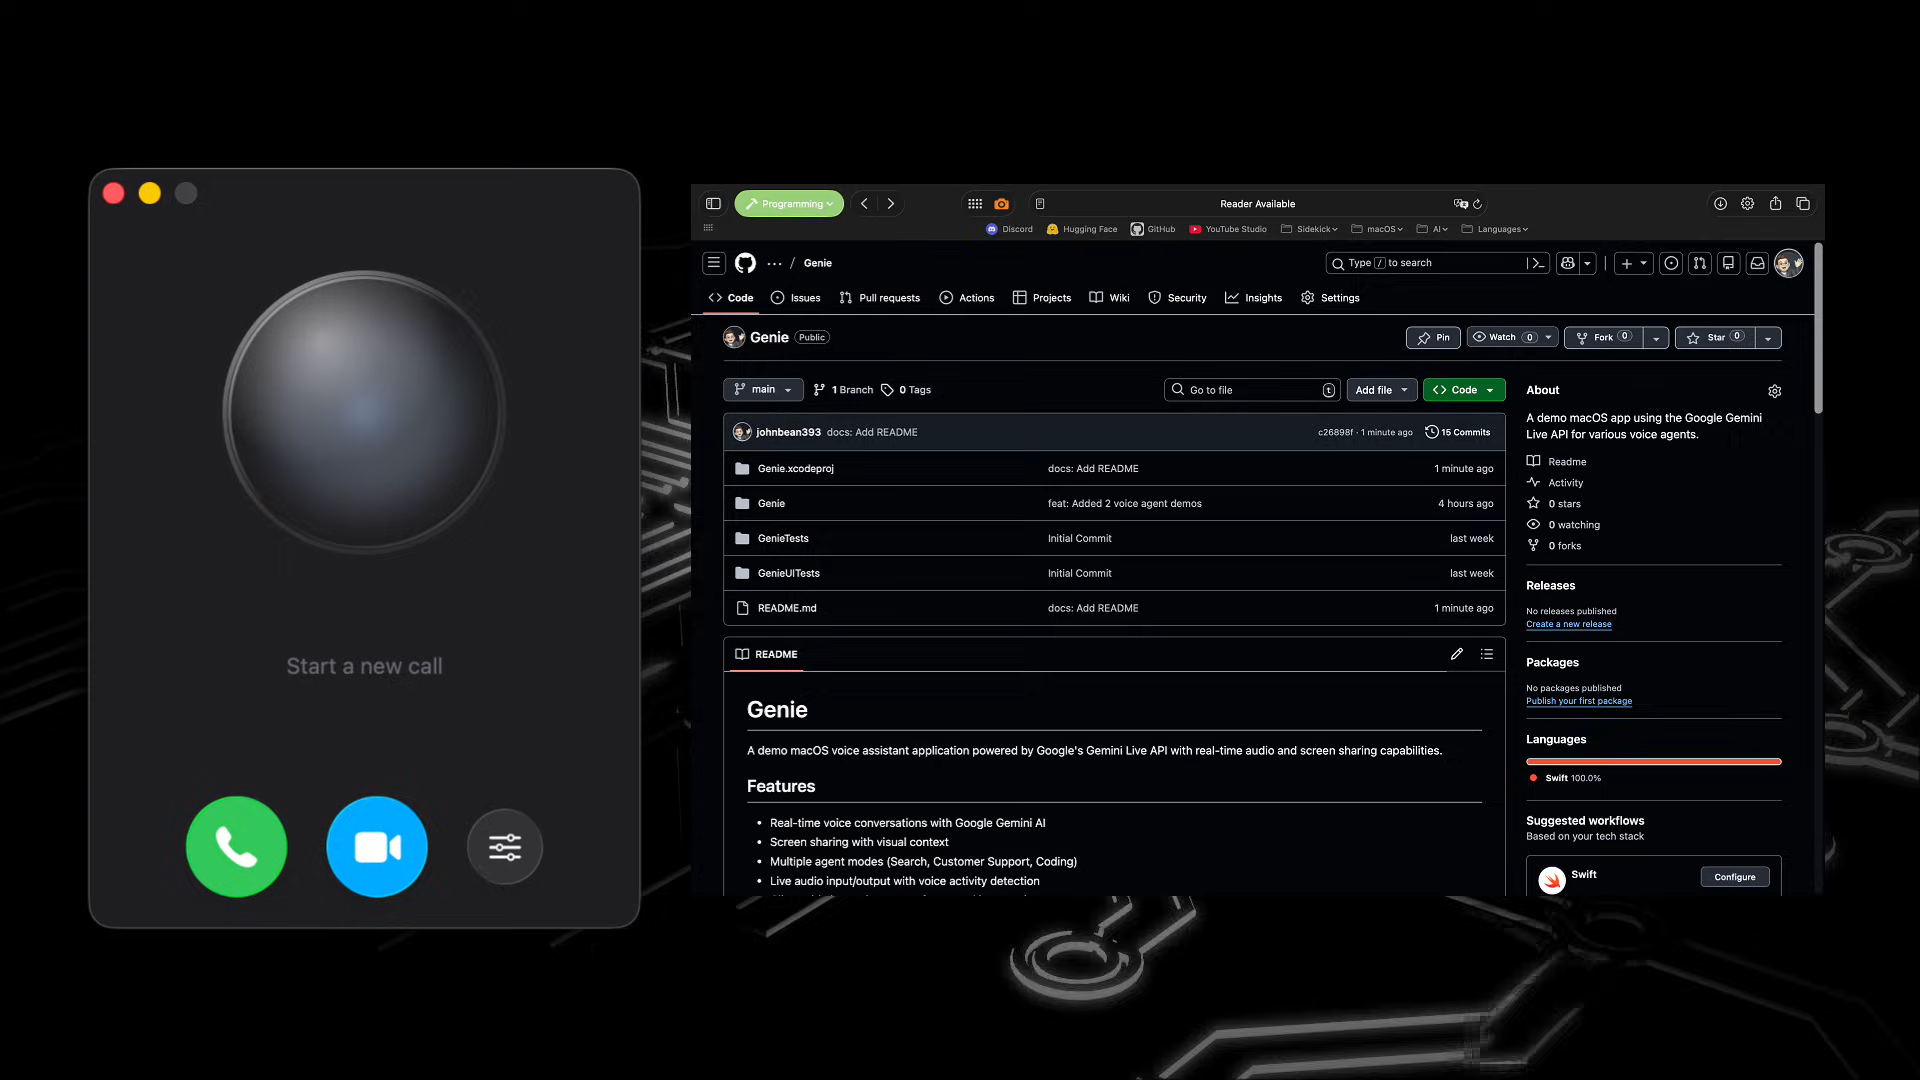 Start a new call
Programming
Reader Available
Discord Hugging Face GitHub YouTube Studio Sidekick macOS AI Languages
... / Genie
Type / to search
Code Issues Pull requests Actions Projects Wiki Security Insights Settings
Genie Public
Pin Watch 0 Fork 0 Star 0
main 1 Branch 0 Tags
Go to file t Add file Code
johnbean393 docs: Add README c26898f · 1 minute ago 15 Commits
Genie.xcodeproj docs: Add README 1 minute ago
Genie feat: Added 2 voice agent demos 4 hours ago
GenieTests Initial Commit last week
GenieUITests Initial Commit last week
README.md docs: Add README 1 minute ago
README
Genie
A demo macOS voice assistant application powered by Google's Gemini Live API with real-time audio and screen sharing capabilities.
Features
• Real-time voice conversations with Google Gemini AI
• Screen sharing with visual context
• Multiple agent modes (Search, Customer Support, Coding)
• Live audio input/output with voice activity detection
About
A demo macOS app using the Google Gemini
Live API for various voice agents.
Readme
Activity
0 stars
0 watching
0 forks
Releases
No releases published
Create a new release
Packages
No packages published
Publish your first package
Languages
Swift 100.0%
Suggested workflows
Based on your tech stack
Swift
Configure